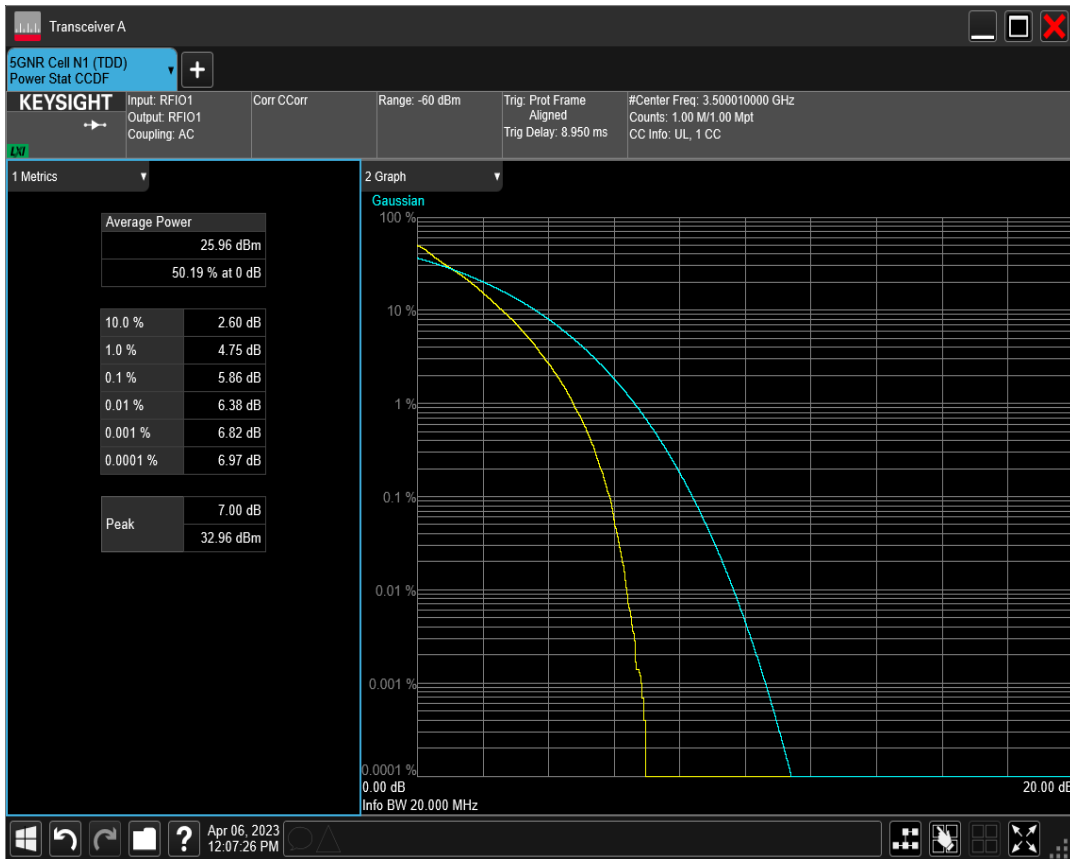 Transceiver A
5GNR Cell N1 (TDD)
Power Stat CCDF
+
KEYSIGHT
LXI
Input: RFIO1
Output: RFIO1
Coupling: AC
Corr CCorr
Range: -60 dBm
Trig: Prot Frame
Aligned
Trig Delay: 8.950 ms
#Center Freq: 3.500010000 GHz
Counts: 1.00 M/1.00 Mpt
CC Info: UL, 1 CC
1 Metrics
Average Power
25.96 dBm
50.19 % at 0 dB
10.0 % 2.60 dB
1.0 % 4.75 dB
0.1 % 5.86 dB
0.01 % 6.38 dB
0.001 % 6.82 dB
0.0001 % 6.97 dB
Peak 7.00 dB
32.96 dBm
2 Graph
Gaussian
100 %
10 %
1 %
0.1 %
0.01 %
0.001 %
0.0001 %
0.00 dB 20.00 dB
Info BW 20.000 MHz
?
Apr 06, 2023
12:07:26 PM